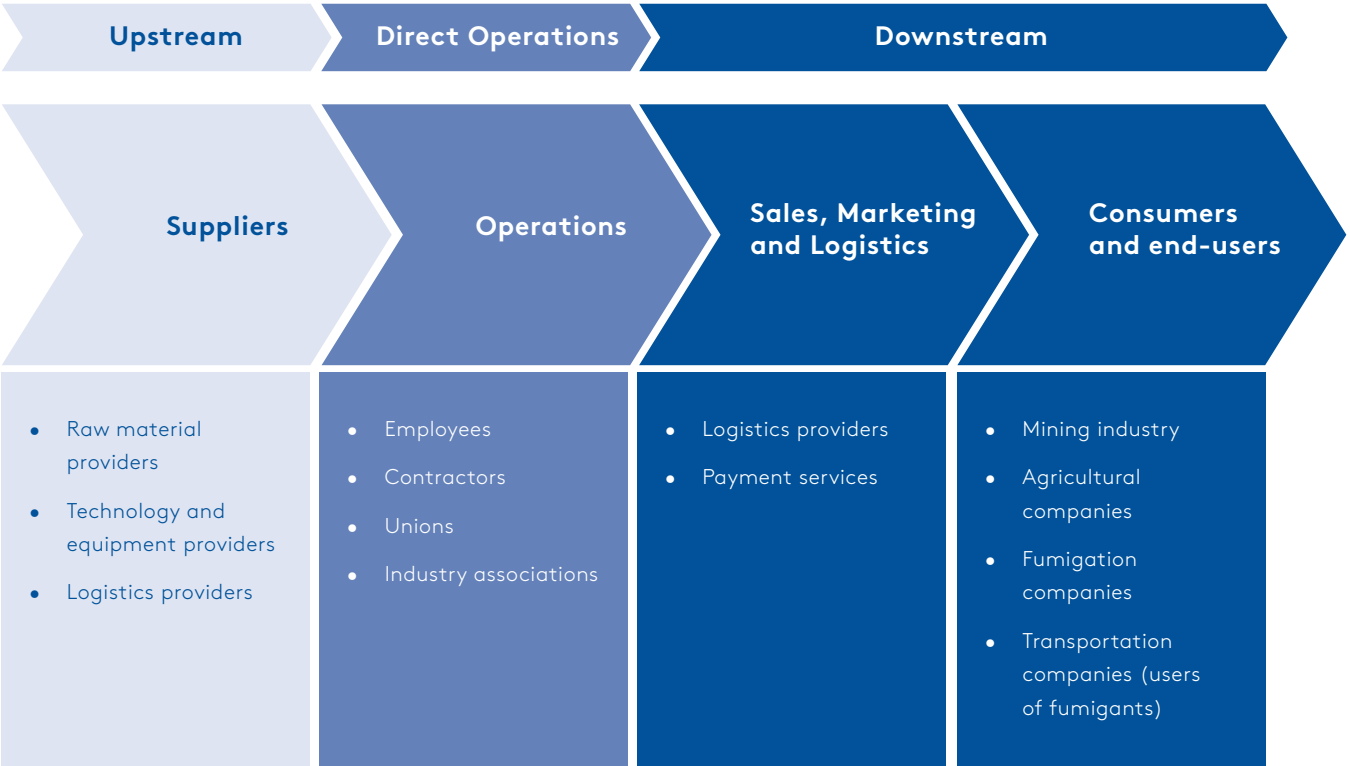 Upstream
Direct Operations
Downstream
Suppliers
Operations
Sales, Marketing
and Logistics
Consumers
and end-users
• Raw material
providers
• Technology and
equipment providers
• Logistics providers
• Employees
• Contractors
• Unions
• Industry associations
• Logistics providers
• Payment services
• Mining industry
• Agricultural
companies
• Fumigation
companies
• Transportation
companies (users
of fumigants)